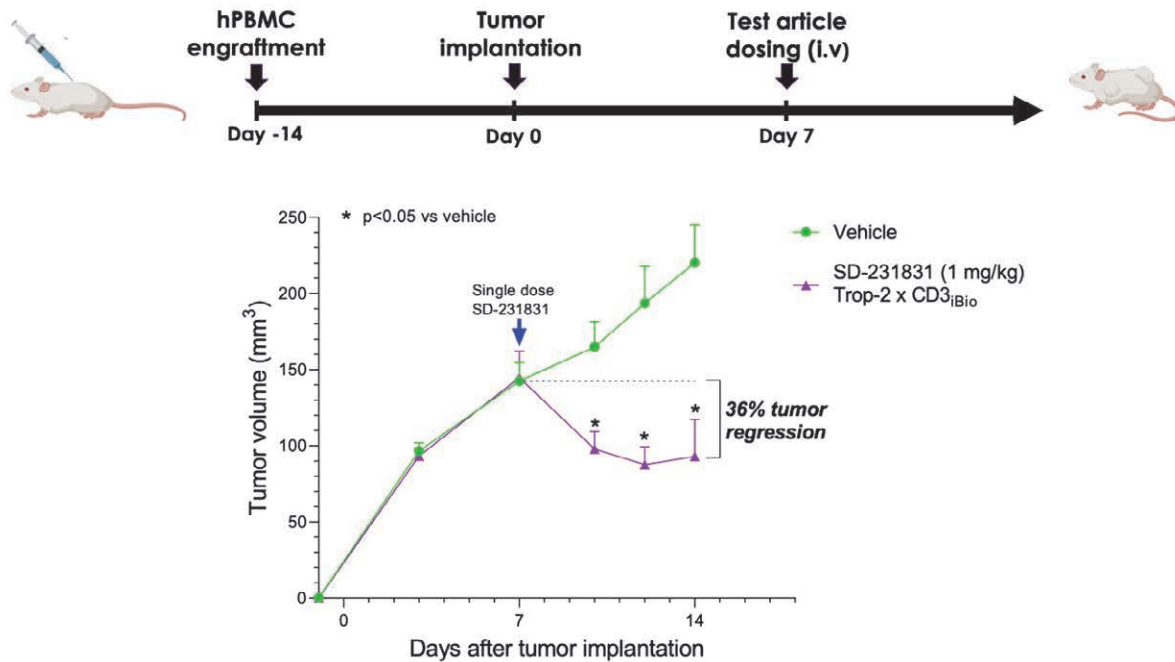 hPBMC
engraftment
Tumor
implantation
Test article
dosing (i.v)
Day -14
Day 0
Day 7
* p<0.05 vs vehicle
Vehicle
SD-231831 (1 mg/kg)
Trop-2 x CD3iBio
Single dose
SD-231831
36% tumor
regression
*
*
*
Tumor volume (mm³)
250
200
150
100
50
0
0
7
14
Days after tumor implantation